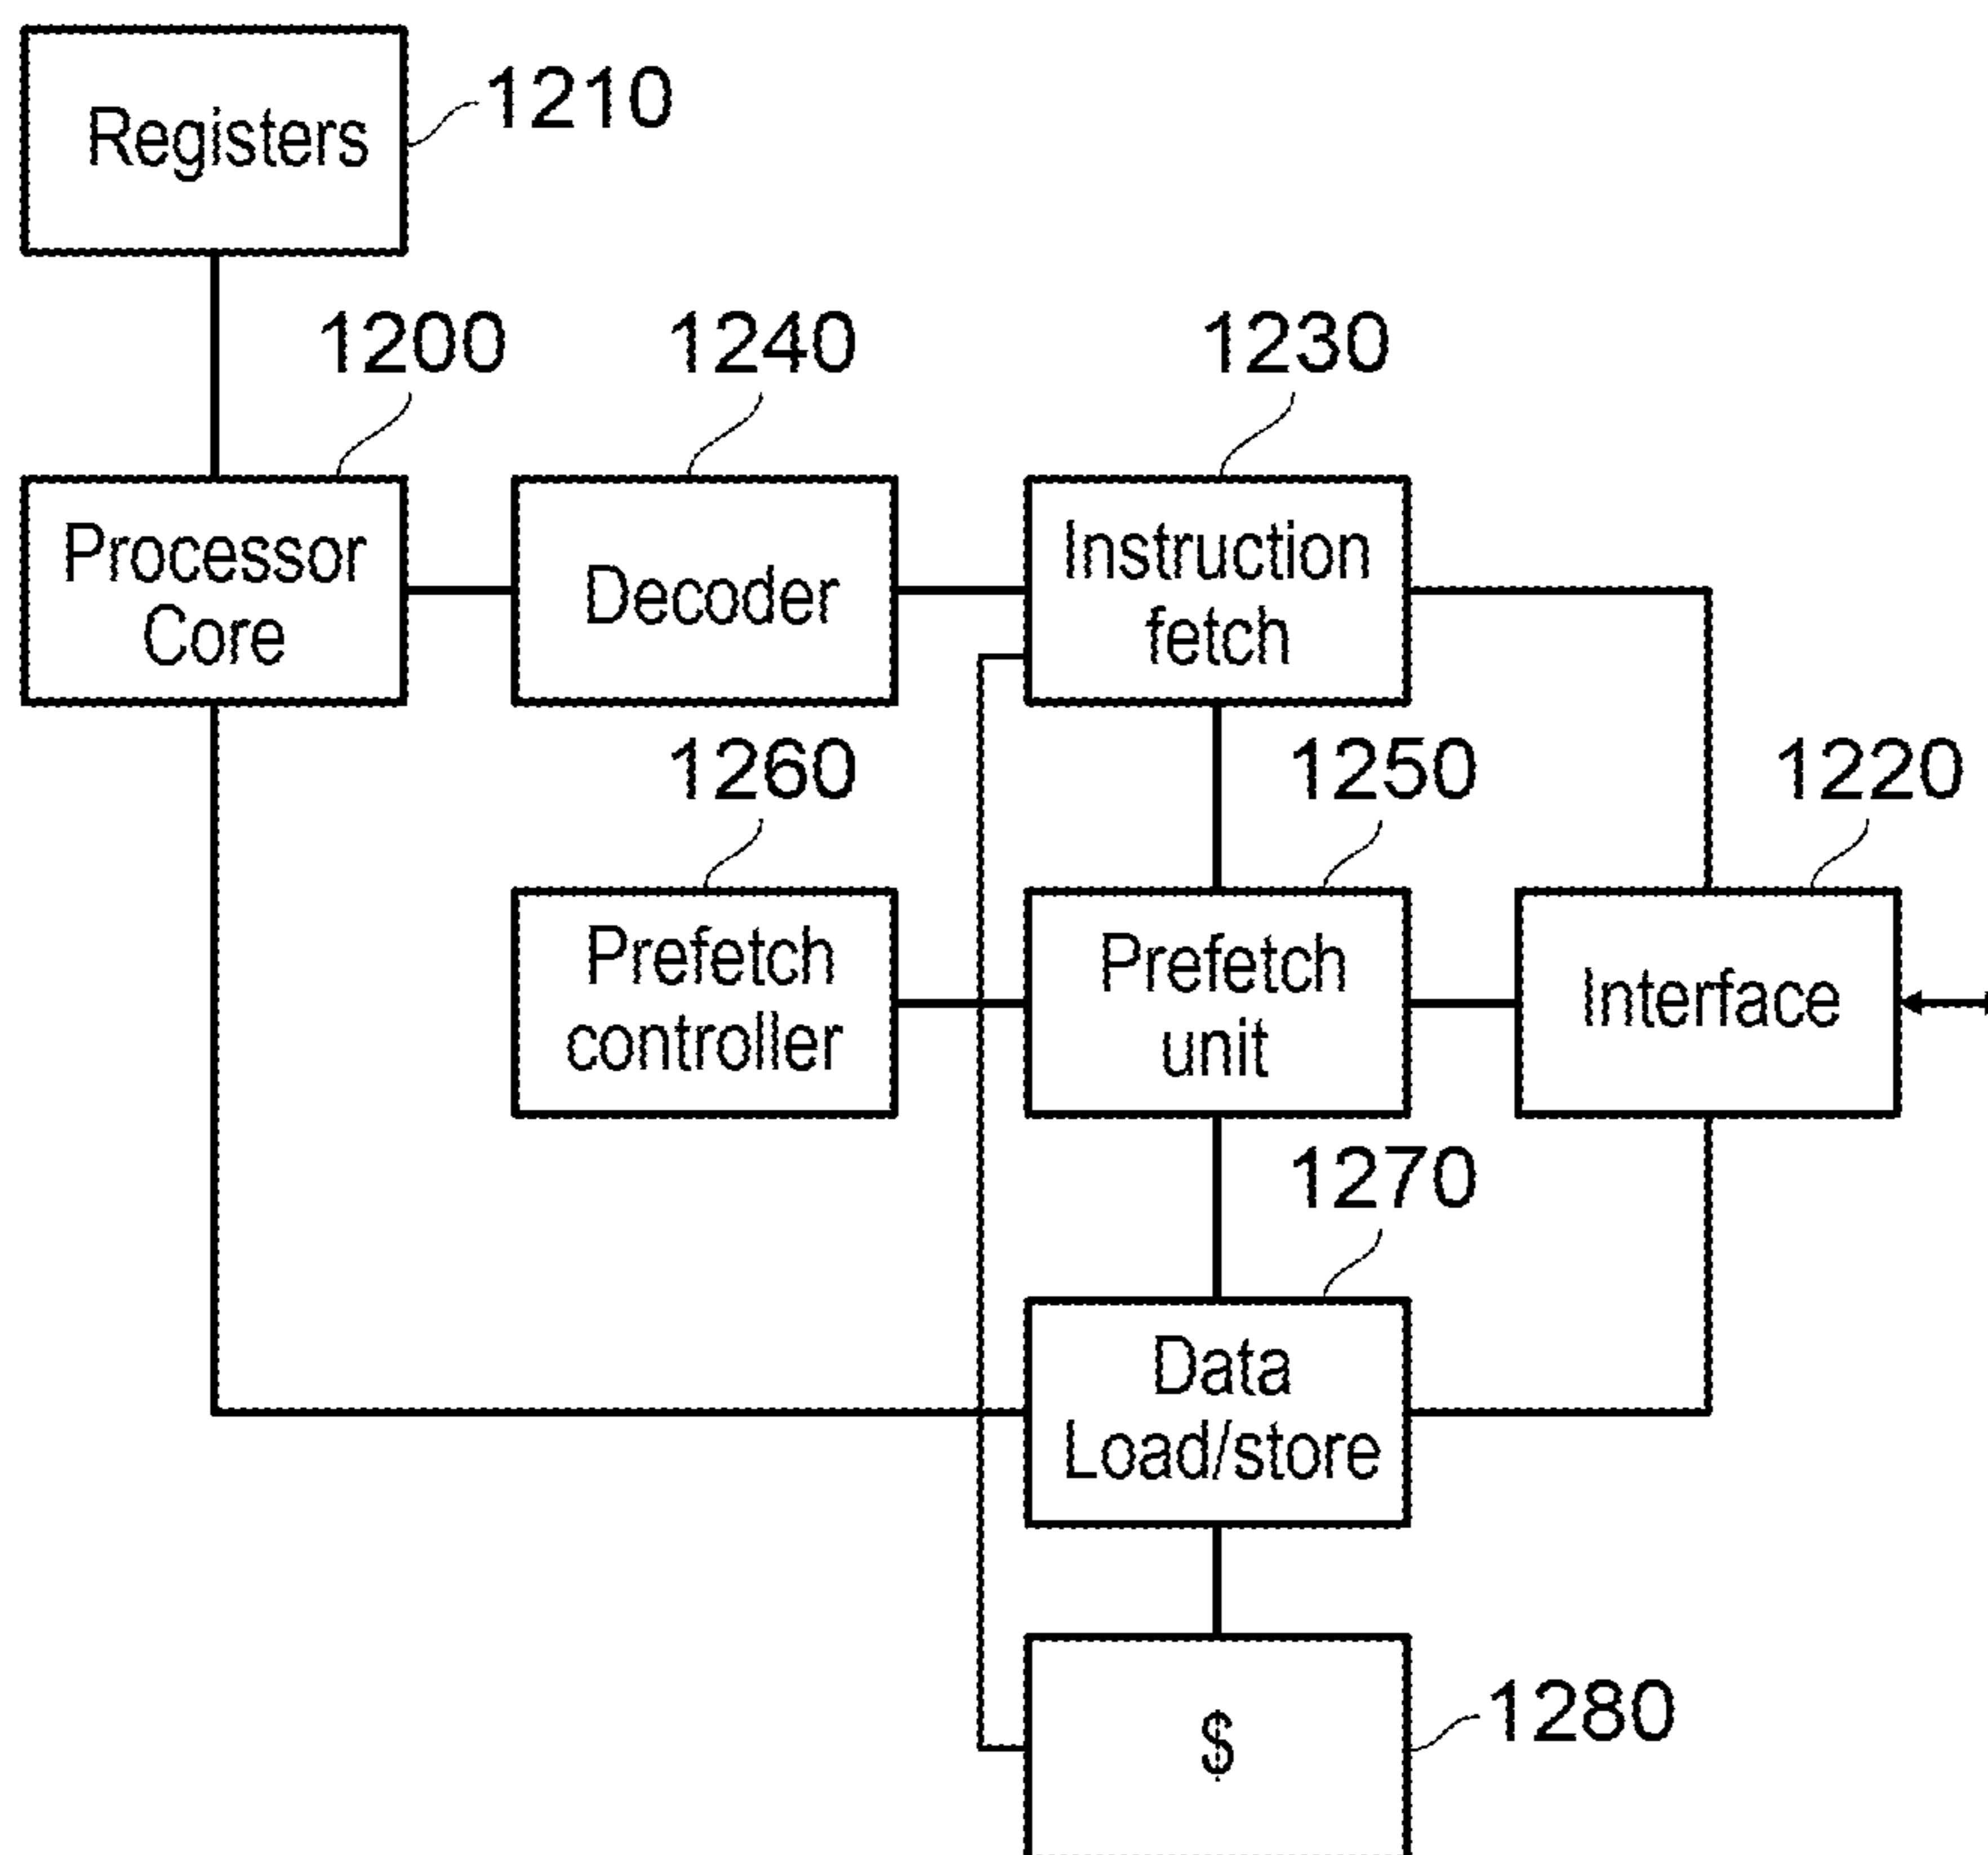 Registers
1210
1200
1240
1230
Processor
Core
Decoder
Instruction
fetch
1260
1250
1220
Prefetch
controller
Prefetch
unit
Interface
1270
Data
Load/store
$
1280